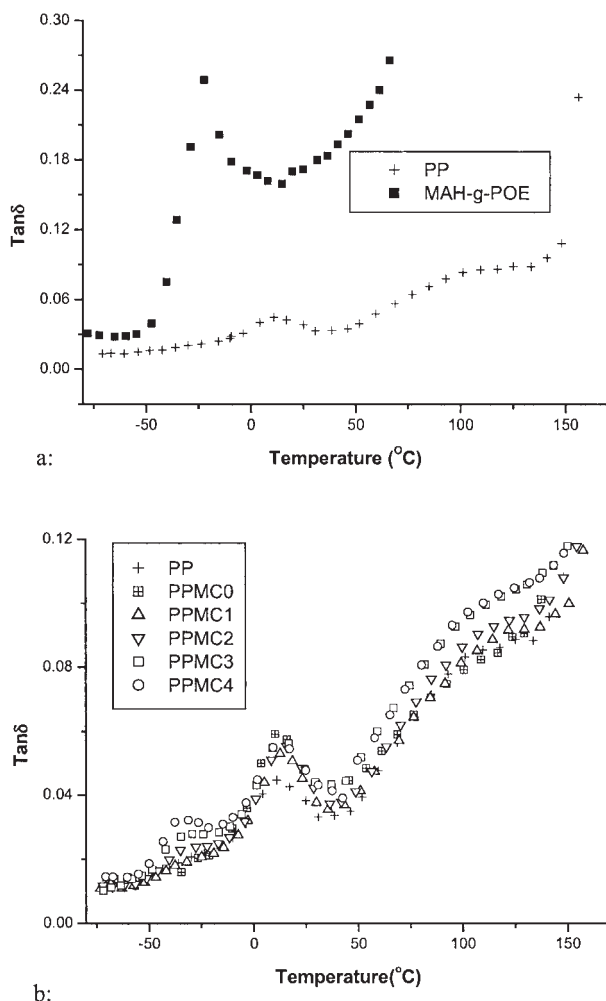 0.30
0.24
0.18
0.12
0.06
0.00
Tanδ
PP
MAH-g-POE
-50 0 50 100 150
Temperature (°C)
a:
0.12
0.08
0.04
0.00
Tanδ
PP
PPMC0
PPMC1
PPMC2
PPMC3
PPMC4
-50 0 50 100 150
Temperature(°C)
b: